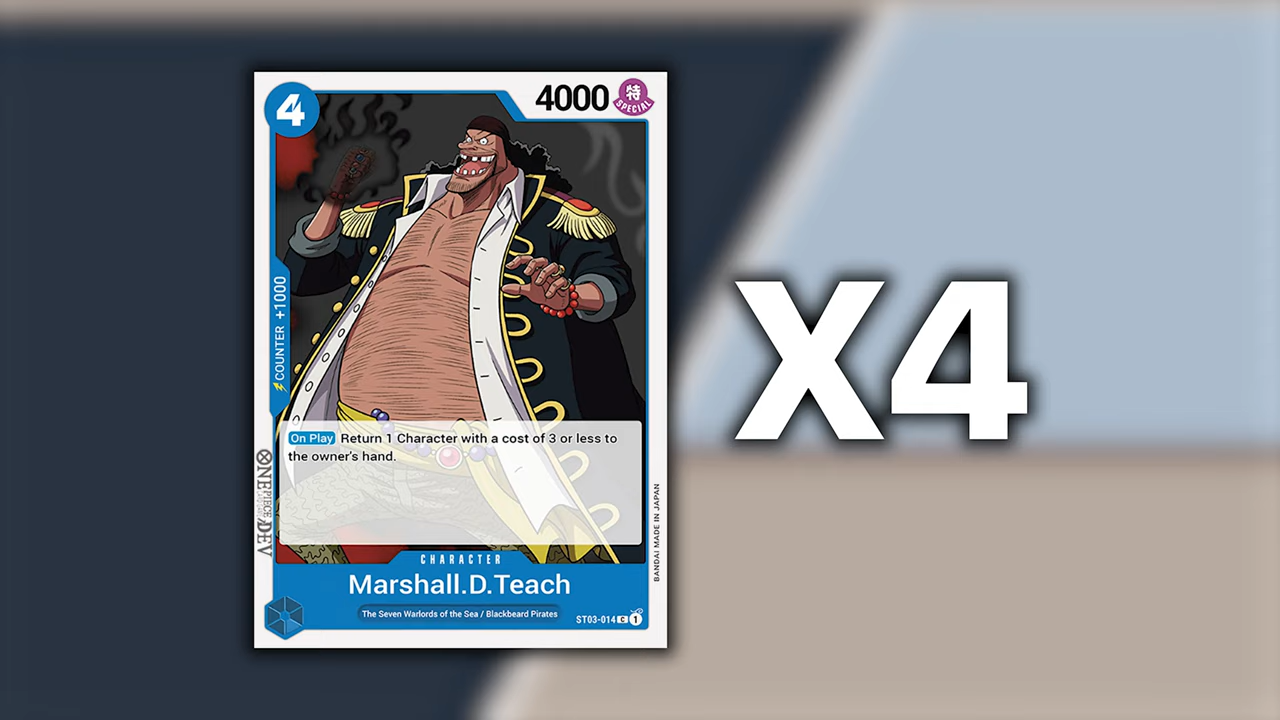 4
4000
特
SPECIAL
COUNTER +1000
On Play Return 1 Character with a cost of 3 or less to
the owner's hand.
ONE PIECE DEV
BANDAI MADE IN JAPAN
CHARACTER
Marshall.D.Teach
The Seven Warlords of the Sea / Blackbeard Pirates
ST03-014 C 1
X4